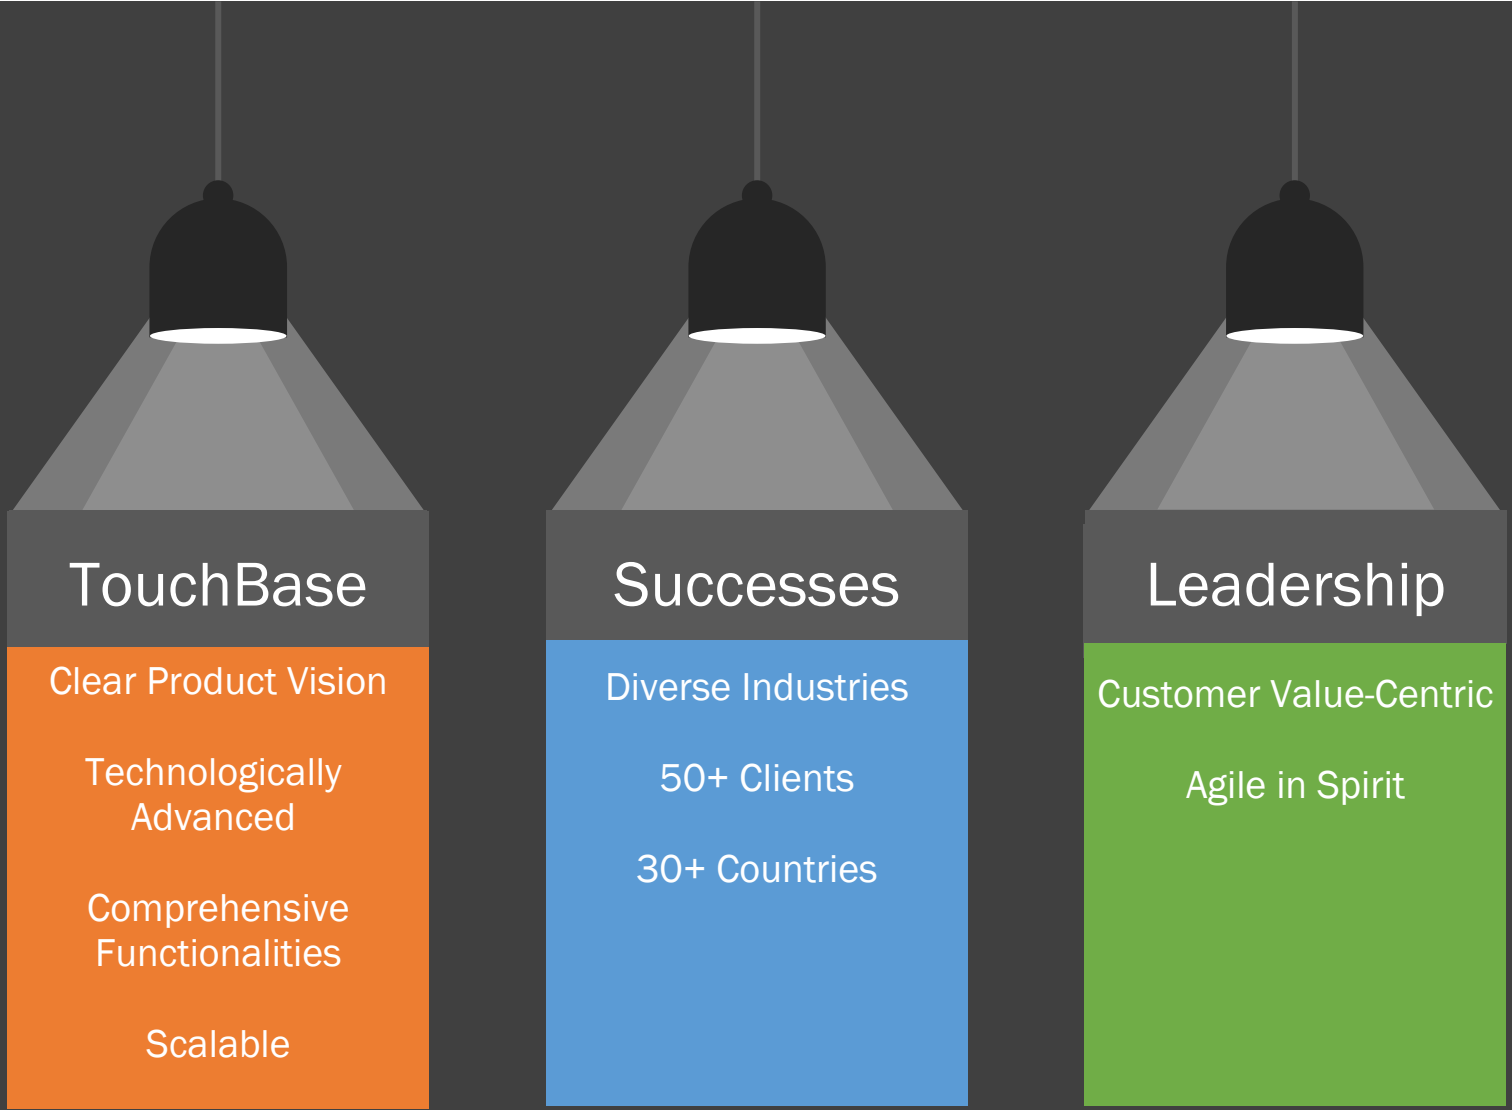 TouchBase
Clear Product Vision
Technologically
Advanced
Comprehensive
Functionalities
Scalable
Successes
Diverse Industries
50+ Clients
30+ Countries
Leadership
Customer Value-Centric
Agile in Spirit